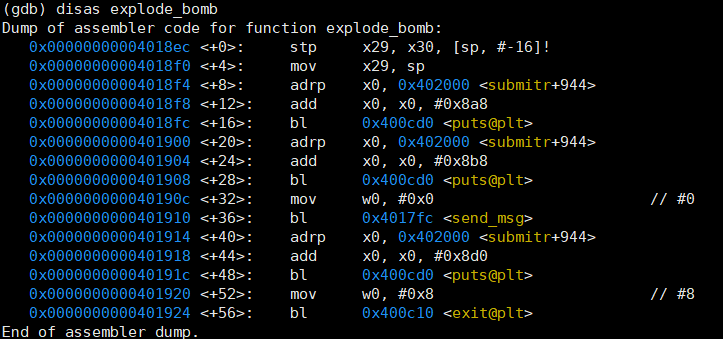 (gdb) disas explode_bomb
Dump of assembler code for function explode_bomb:
   0x00000000004018ec <+0>:     stp     x29, x30, [sp, #-16]!
   0x00000000004018f0 <+4>:     mov     x29, sp
   0x00000000004018f4 <+8>:     adrp    x0, 0x402000 <submitr+944>
   0x00000000004018f8 <+12>:    add     x0, x0, #0x8a8
   0x00000000004018fc <+16>:    bl      0x400cd0 <puts@plt>
   0x0000000000401900 <+20>:    adrp    x0, 0x402000 <submitr+944>
   0x0000000000401904 <+24>:    add     x0, x0, #0x8b8
   0x0000000000401908 <+28>:    bl      0x400cd0 <puts@plt>
   0x000000000040190c <+32>:    mov     w0, #0x0                        // #0
   0x0000000000401910 <+36>:    bl      0x4017fc <send_msg>
   0x0000000000401914 <+40>:    adrp    x0, 0x402000 <submitr+944>
   0x0000000000401918 <+44>:    add     x0, x0, #0x8d0
   0x000000000040191c <+48>:    bl      0x400cd0 <puts@plt>
   0x0000000000401920 <+52>:    mov     w0, #0x8                        // #8
   0x0000000000401924 <+56>:    bl      0x400c10 <exit@plt>
End of assembler dump.